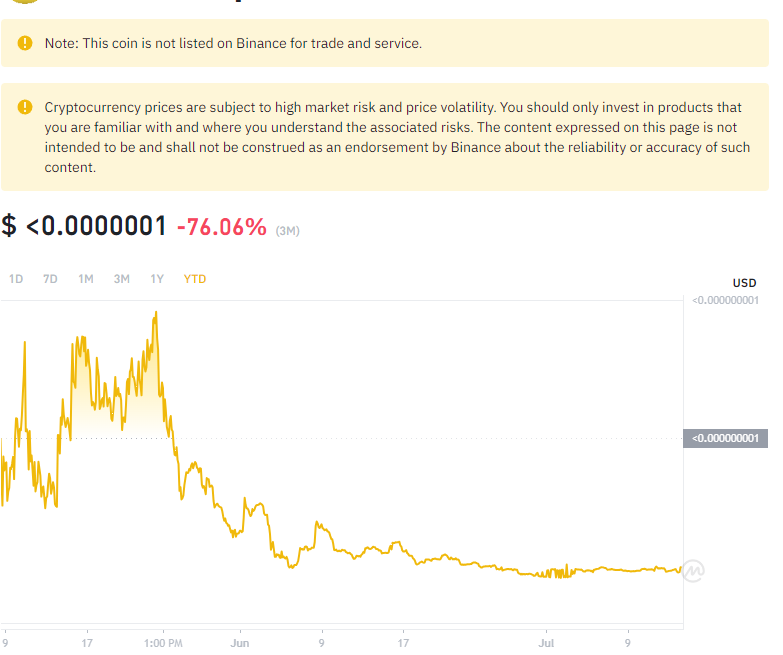 Note: This coin is not listed on Binance for trade and service.
Cryptocurrency prices are subject to high market risk and price volatility. You should only invest in products that
you are familiar with and where you understand the associated risks. The content expressed on this page is not
intended to be and shall not be construed as an endorsement by Binance about the reliability or accuracy of such
content.
$ <0.0000001 -76.06% (3M)
1D 7D 1M 3M 1Y YTD
USD
<0.000000001
<0.000000001
9 17 1:00 PM Jun 9 17 Jul 9